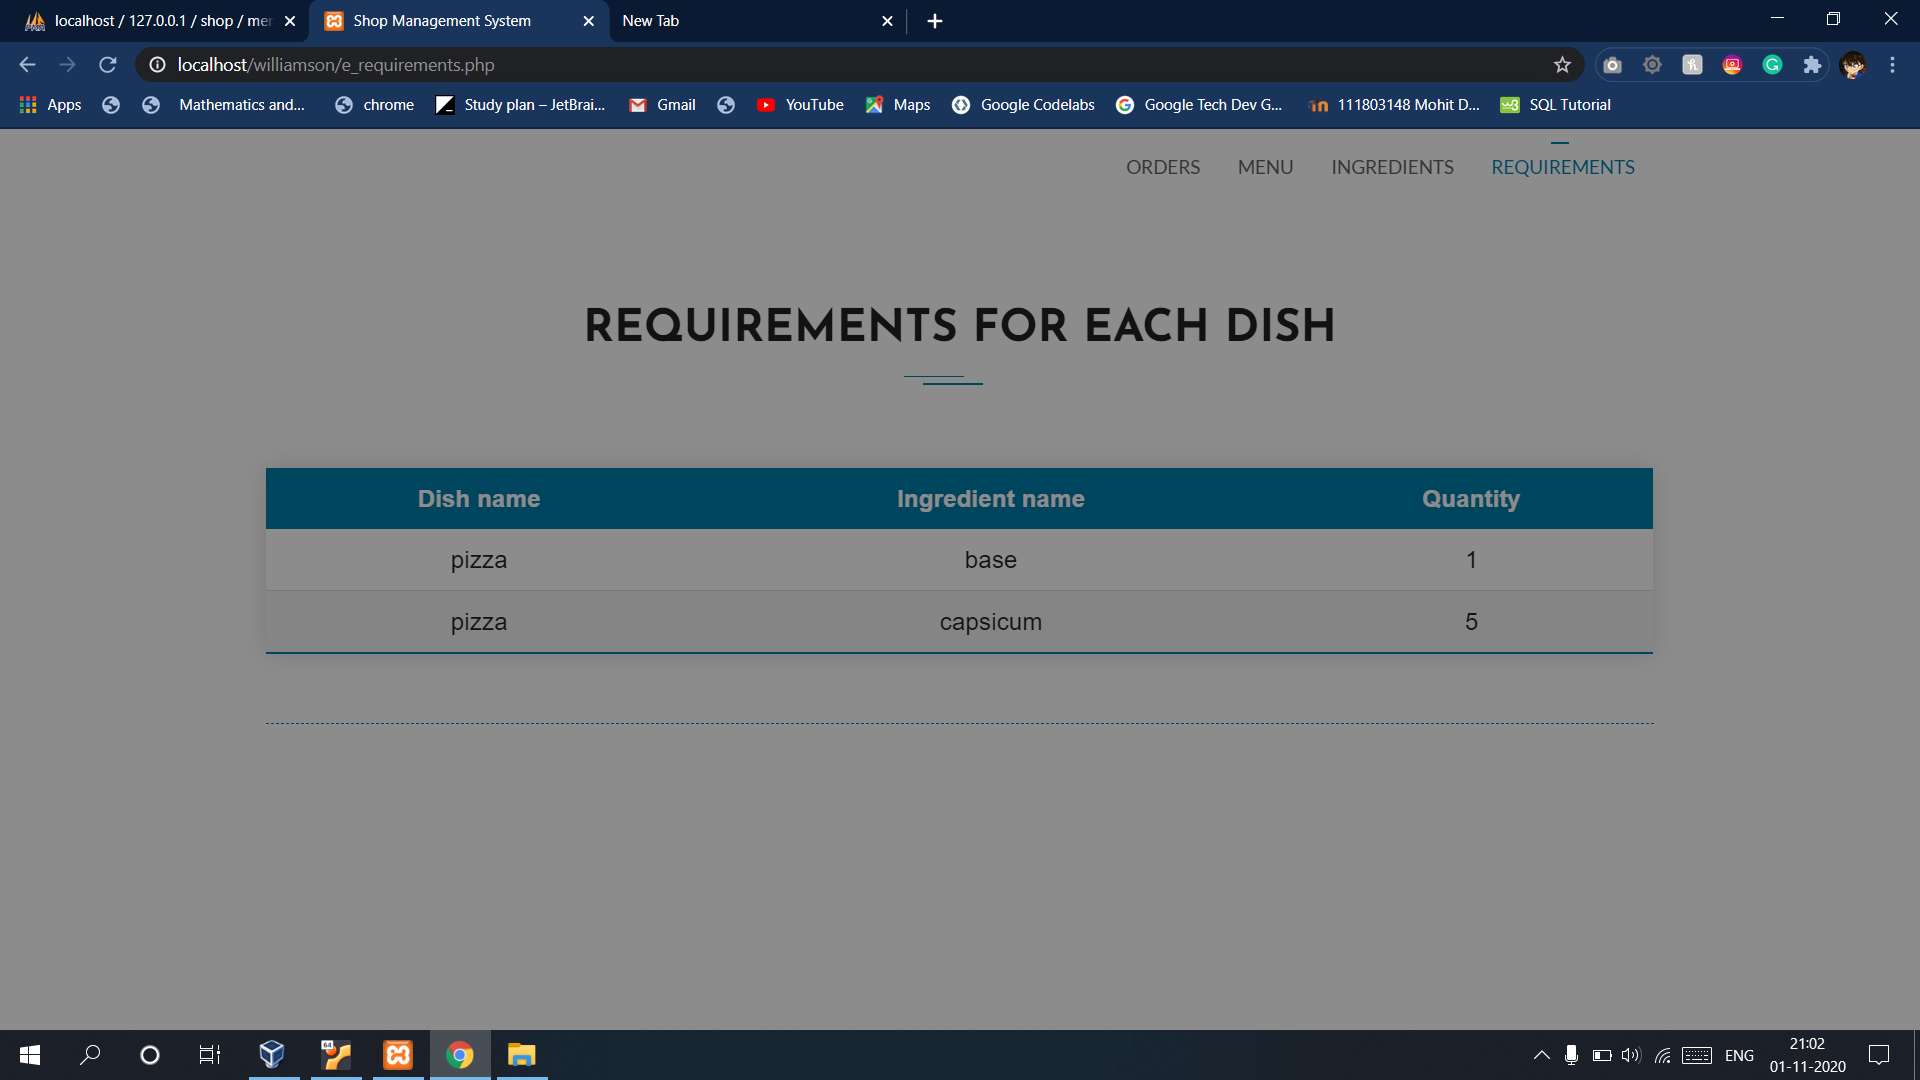 localhost / 127.0.0.1 / shop / mer
Shop Management System
New Tab
localhost/williamson/e_requirements.php
Apps
Mathematics and...
chrome
Study plan – JetBrai...
Gmail
YouTube
Maps
Google Codelabs
Google Tech Dev G...
111803148 Mohit D...
SQL Tutorial
ORDERS MENU INGREDIENTS REQUIREMENTS
REQUIREMENTS FOR EACH DISH
Dish name Ingredient name Quantity
pizza base 1
pizza capsicum 5
64
ENG
21:02
01-11-2020